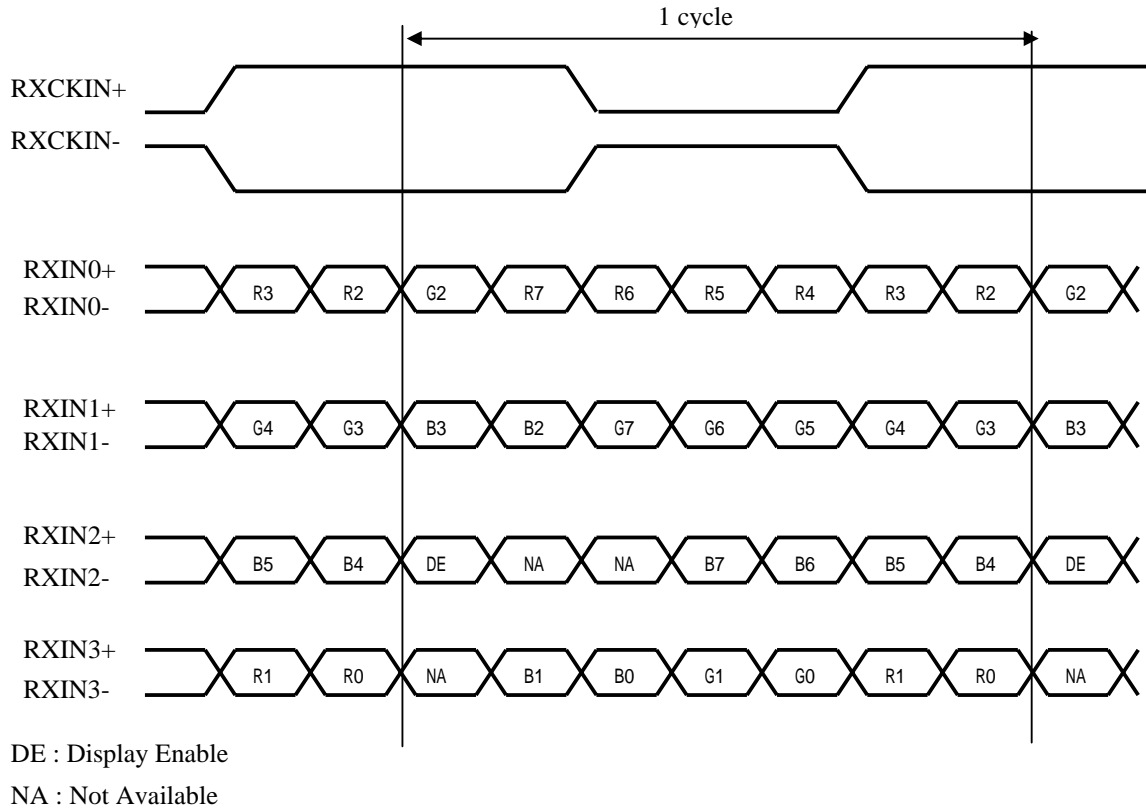 1 cycle
RXCKIN+
RXCKIN-
RXIN0+
R3 R2 G2 R7 R6 R5 R4 R3 R2 G2
RXIN0-
RXIN1+
G4 G3 B3 B2 G7 G6 G5 G4 G3 B3
RXIN1-
RXIN2+
B5 B4 DE NA NA B7 B6 B5 B4 DE
RXIN2-
RXIN3+
R1 R0 NA B1 B0 G1 G0 R1 R0 NA
RXIN3-
DE : Display Enable
NA : Not Available